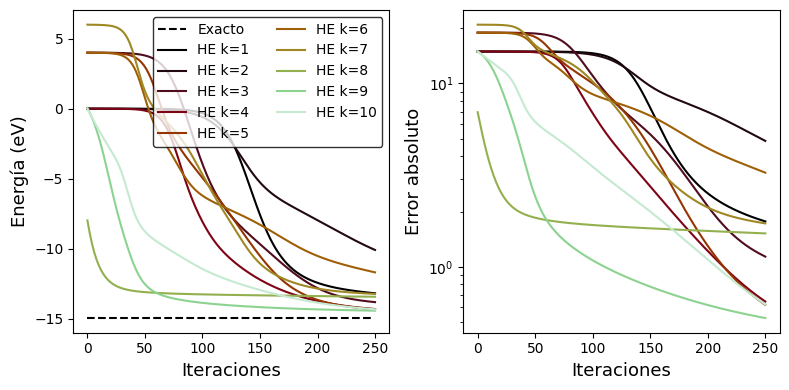 5
0
−5
−10
−15
Energía (eV)
0 50 100 150 200 250
Iteraciones
Exacto
HE k=1
HE k=2
HE k=3
HE k=4
HE k=5
HE k=6
HE k=7
HE k=8
HE k=9
HE k=10
10¹
10⁰
Error absoluto
0 50 100 150 200 250
Iteraciones